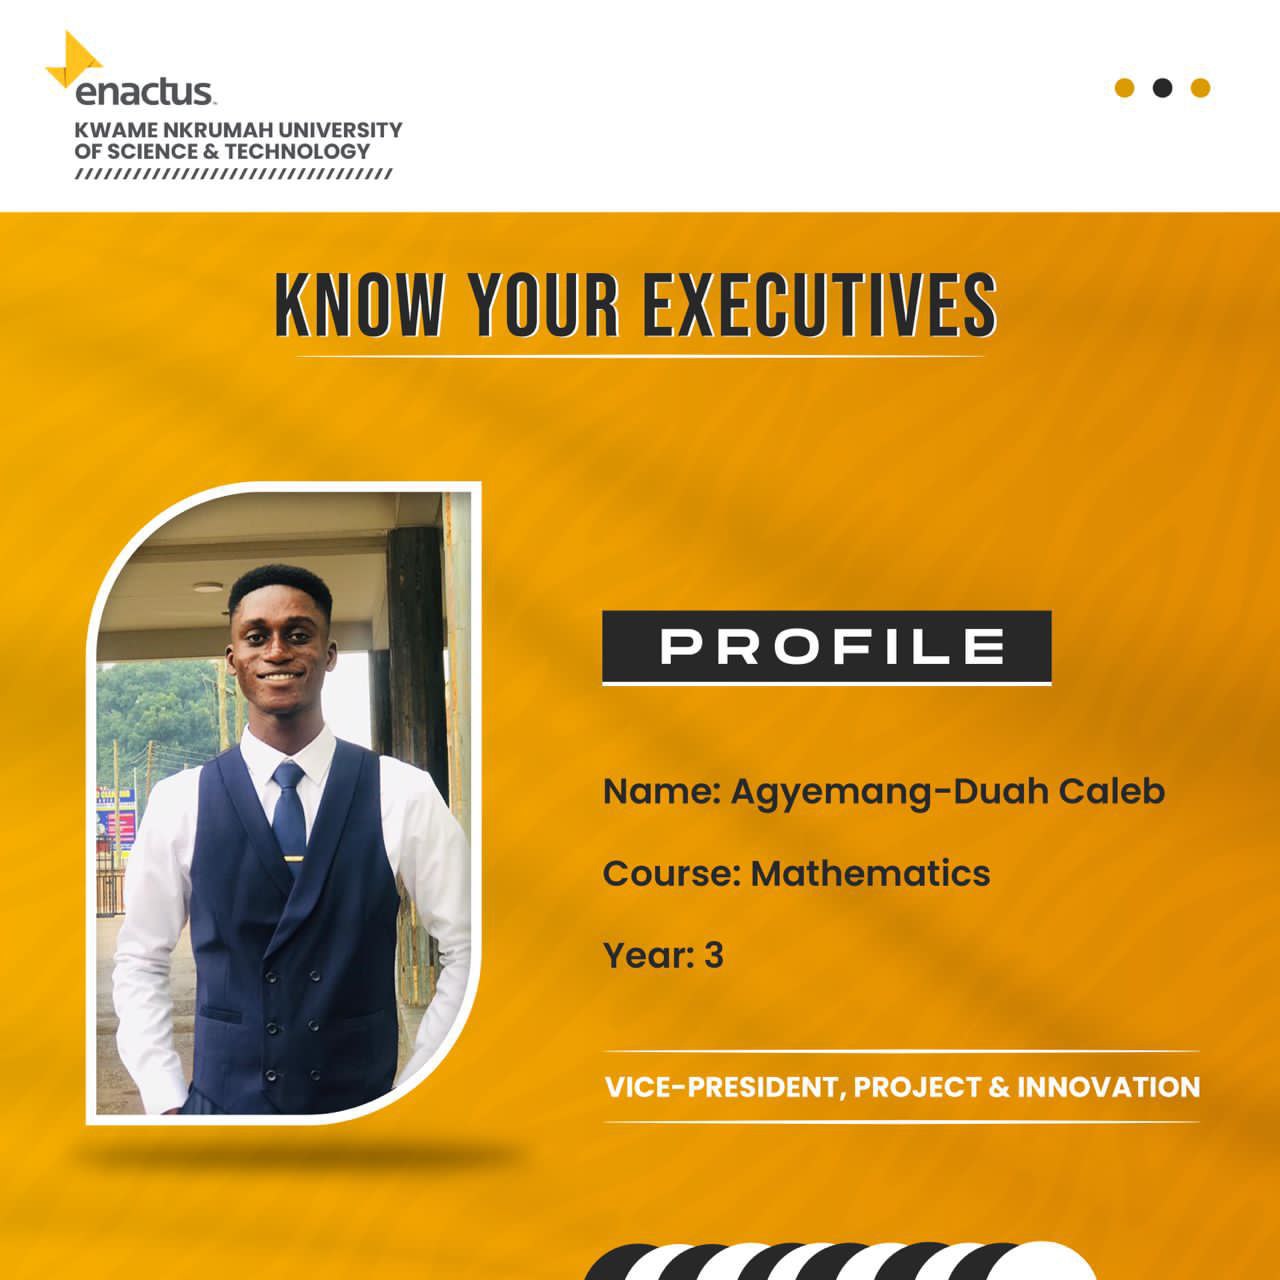 enactus
KWAME NKRUMAH UNIVERSITY
OF SCIENCE & TECHNOLOGY
KNOW YOUR EXECUTIVES
PROFILE
Name: Agyemang-Duah Caleb
Course: Mathematics
Year: 3
VICE-PRESIDENT, PROJECT & INNOVATION